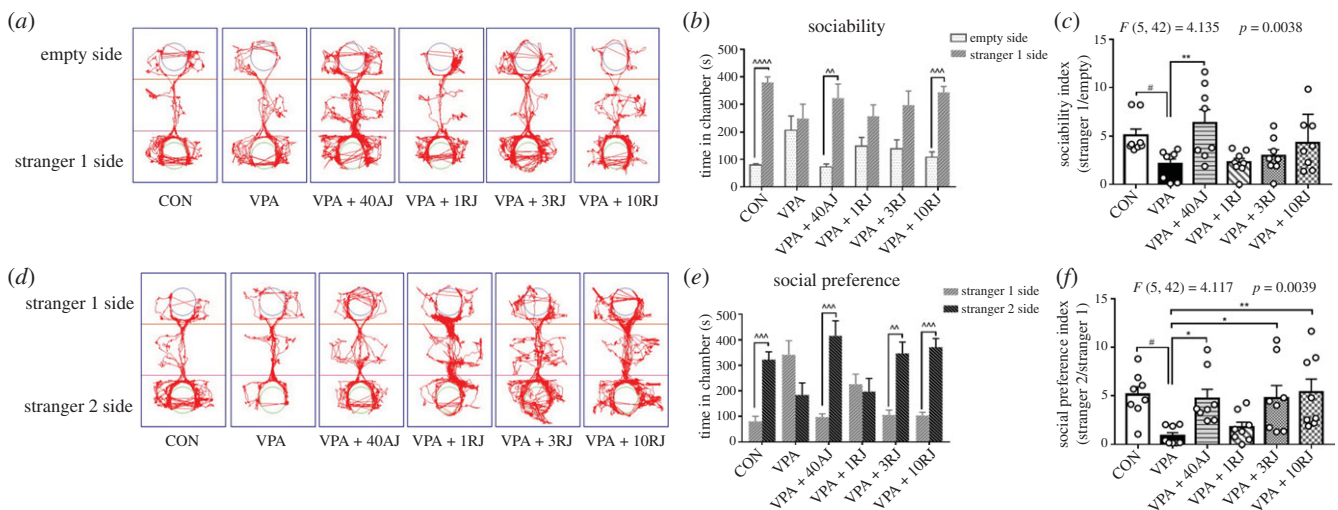 (a)
empty side
stranger 1 side
CON
VPA
VPA + 40AJ
VPA + 1RJ
VPA + 3RJ
VPA + 10RJ
(b)
sociability
empty side
stranger 1 side
time in chamber (s)
500
400
300
200
100
0
^^^^
^^
^^^
CON
VPA
VPA + 40AJ
VPA + 1RJ
VPA + 3RJ
VPA + 10RJ
(c)
F (5, 42) = 4.135 p = 0.0038
sociability index
(stranger 1/empty)
15
10
5
0
#
**
CON
VPA
VPA + 40AJ
VPA + 1RJ
VPA + 3RJ
VPA + 10RJ
(d)
stranger 1 side
stranger 2 side
CON
VPA
VPA + 40AJ
VPA + 1RJ
VPA + 3RJ
VPA + 10RJ
(e)
social preference
stranger 1 side
stranger 2 side
time in chamber (s)
500
400
300
200
100
0
^^^
^^^
^^
^^^
CON
VPA
VPA + 40AJ
VPA + 1RJ
VPA + 3RJ
VPA + 10RJ
(f)
F (5, 42) = 4.117 p = 0.0039
social preference index
(stranger 2/stranger 1)
15
10
5
0
**
*
#
*
CON
VPA
VPA + 40AJ
VPA + 1RJ
VPA + 3RJ
VPA + 10RJ